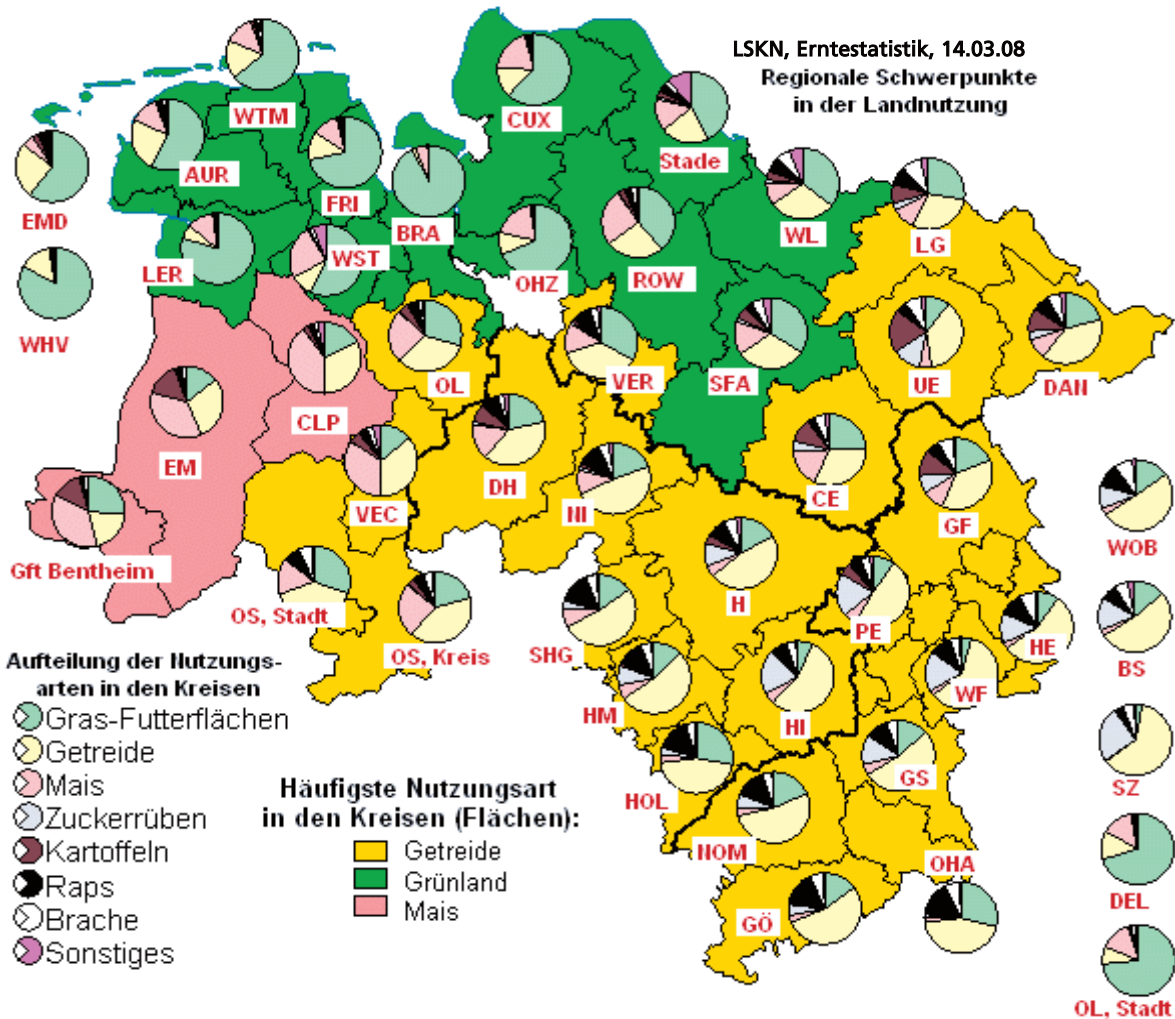 LSKN, Erntestatistik, 14.03.08
Regionale Schwerpunkte
in der Landnutzung
WTM
CUX
Stade
AUR
EMD
FRI
BRA
WL
LG
LER
WST
OHZ
ROW
WHV
OL
VER
SFA
UE
DAN
CLP
EM
VEC
DH
NI
CE
GF
WOB
Gft Bentheim
OS, Stadt
OS, Kreis
SHG
H
PE
HE
BS
HM
HI
WF
SZ
HOL
GS
NOM
OHA
DEL
GÖ
OL, Stadt
Aufteilung der Nutzungs-
arten in den Kreisen
Gras-Futterflächen
Getreide
Mais
Zuckerrüben
Kartoffeln
Raps
Brache
Sonstiges
Häufigste Nutzungsart
in den Kreisen (Flächen):
Getreide
Grünland
Mais